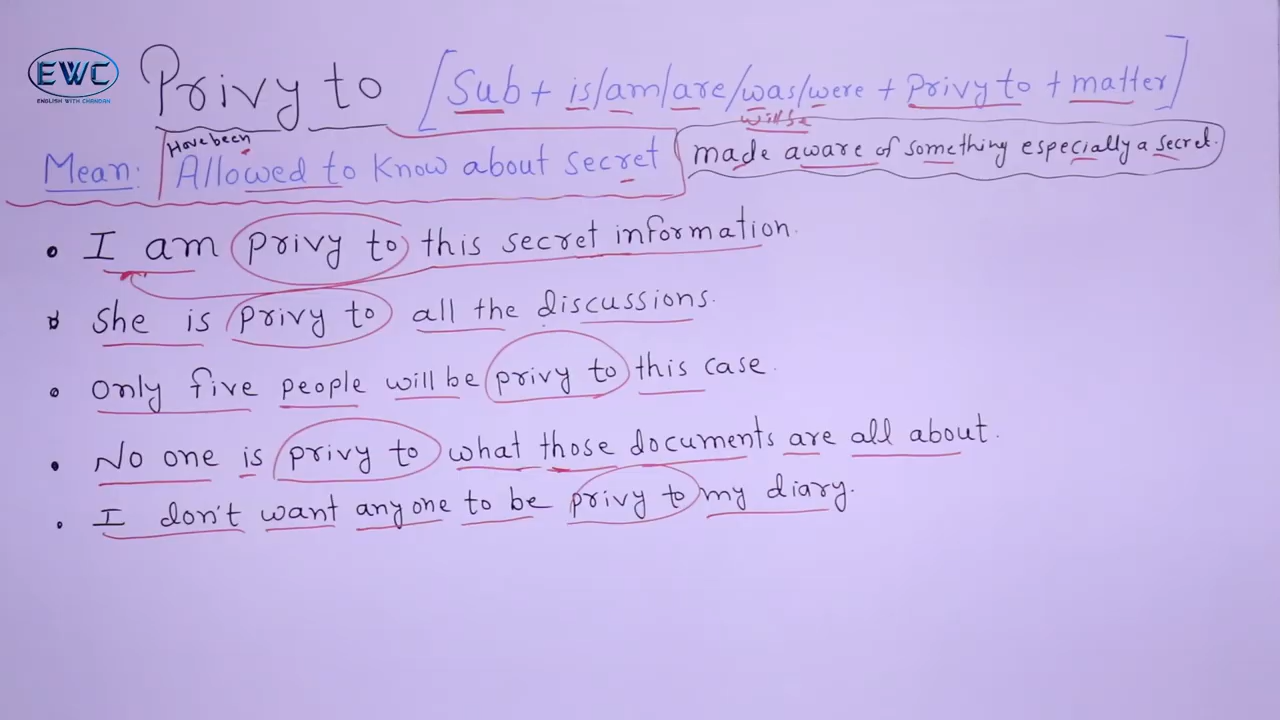 EWC
ENGLISH WITH CHANDAN
Privy to [Sub + is/am/are/was/were + Privy to + matter]
will be
Have been
Mean: Allowed to Know about secret made aware of something especially a secret.
• I am privy to this secret information.
• She is privy to all the discussions.
• Only five people will be privy to this case.
• No one is privy to what those documents are all about.
• I don't want anyone to be privy to my diary.